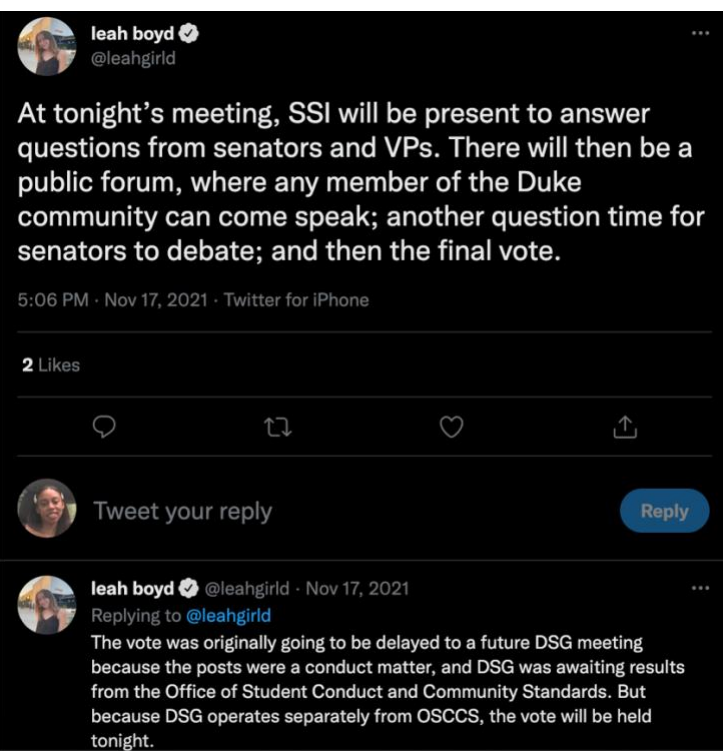 leah boyd
@leahgirld
At tonight's meeting, SSI will be present to answer
questions from senators and VPs. There will then be a
public forum, where any member of the Duke
community can come speak; another question time for
senators to debate; and then the final vote.
5:06 PM · Nov 17, 2021 · Twitter for iPhone
2 Likes
Tweet your reply
Reply
leah boyd @leahgirld · Nov 17, 2021
Replying to @leahgirld
The vote was originally going to be delayed to a future DSG meeting
because the posts were a conduct matter, and DSG was awaiting results
from the Office of Student Conduct and Community Standards. But
because DSG operates separately from OSCCS, the vote will be held
tonight.